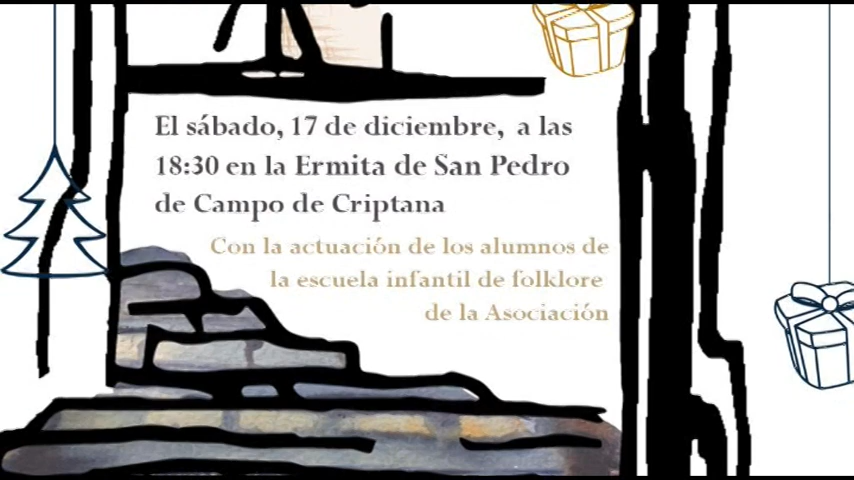 El sábado, 17 de diciembre, a las
18:30 en la Ermita de San Pedro
de Campo de Criptana
Con la actuación de los alumnos de
la escuela infantil de folklore
de la Asociación